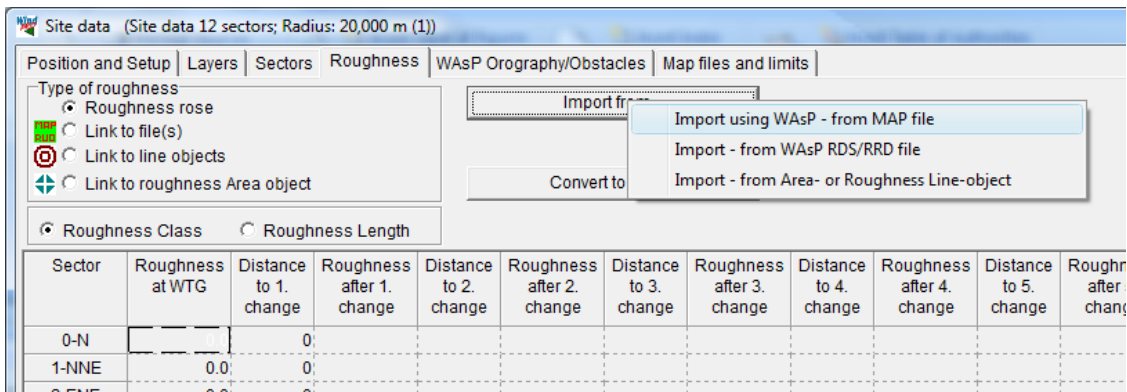 Site data (Site data 12 sectors; Radius: 20,000 m (1))
Position and Setup Layers Sectors Roughness WAsP Orography/Obstacles Map files and limits
Type of roughness
Roughness rose
Link to file(s)
Link to line objects
Link to roughness Area object
Import from
Import using WAsP - from MAP file
Import - from WAsP RDS/RRD file
Import - from Area- or Roughness Line-object
Convert to
Roughness Class Roughness Length
Sector Roughness Distance Roughness Distance Roughness Distance Roughness Distance Roughness Distance
at WTG to 1. after 1. to 2. after 2. to 3. after 3. to 4. after 4. to 5. after
change change change change change change change change change
0-N 0.0 0
1-NNE 0.0 0